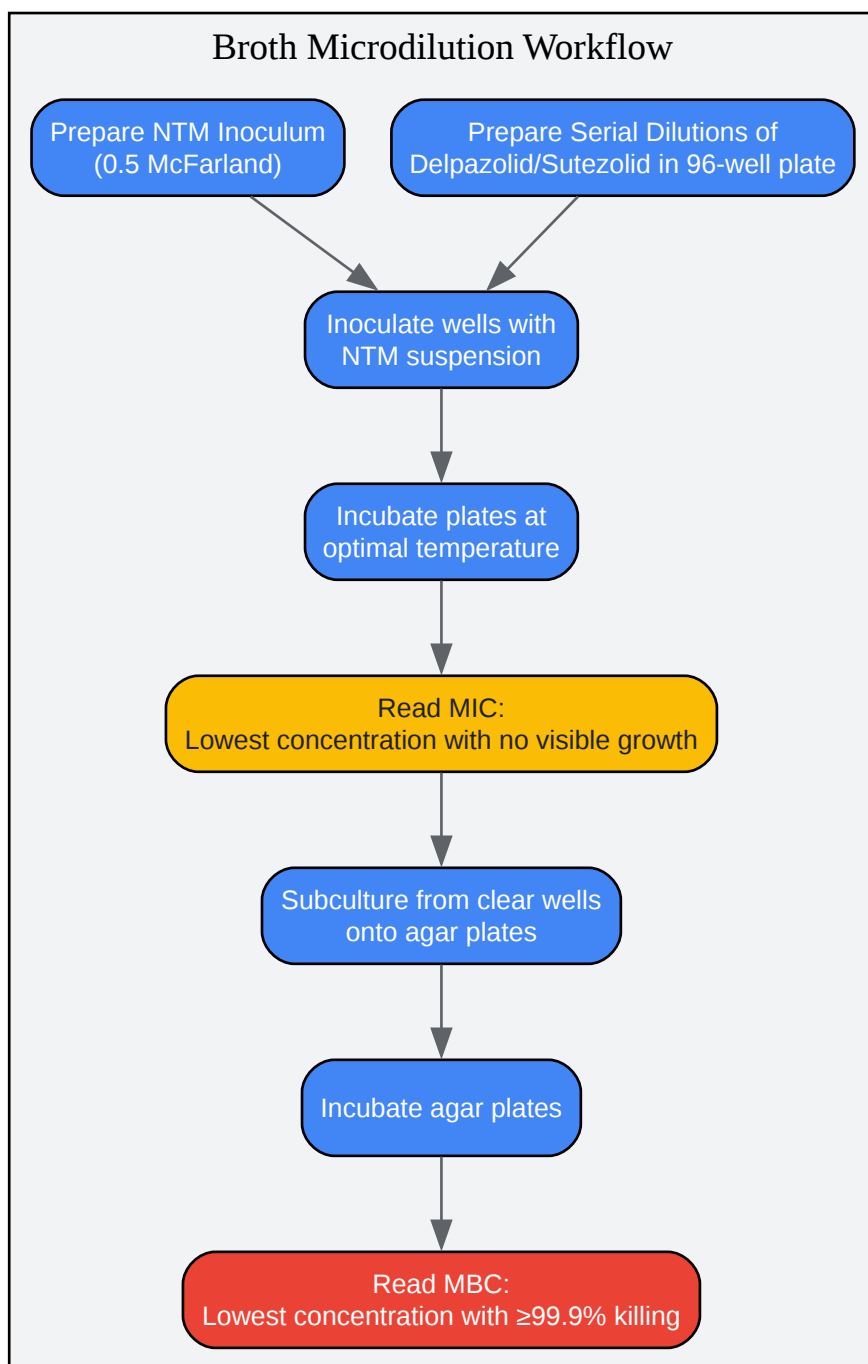 Broth Microdilution Workflow
Prepare NTM Inoculum
(0.5 McFarland)
Prepare Serial Dilutions of
Delpazolid/Sutezolid in 96-well plate
Inoculate wells with
NTM suspension
Incubate plates at
optimal temperature
Read MIC:
Lowest concentration with no visible growth
Subculture from clear wells
onto agar plates
Incubate agar plates
Read MBC:
Lowest concentration with ≥99.9% killing